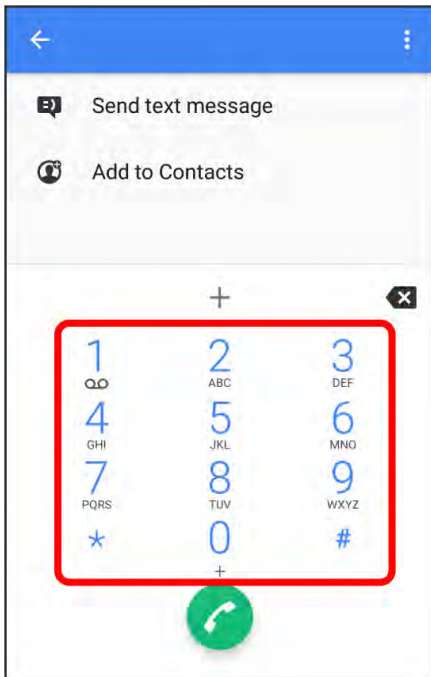 Send text message
Add to Contacts
+
1 2 3
ABC DEF
4 5 6
GHI JKL MNO
7 8 9
PQRS TUV WXYZ
* 0 #
+